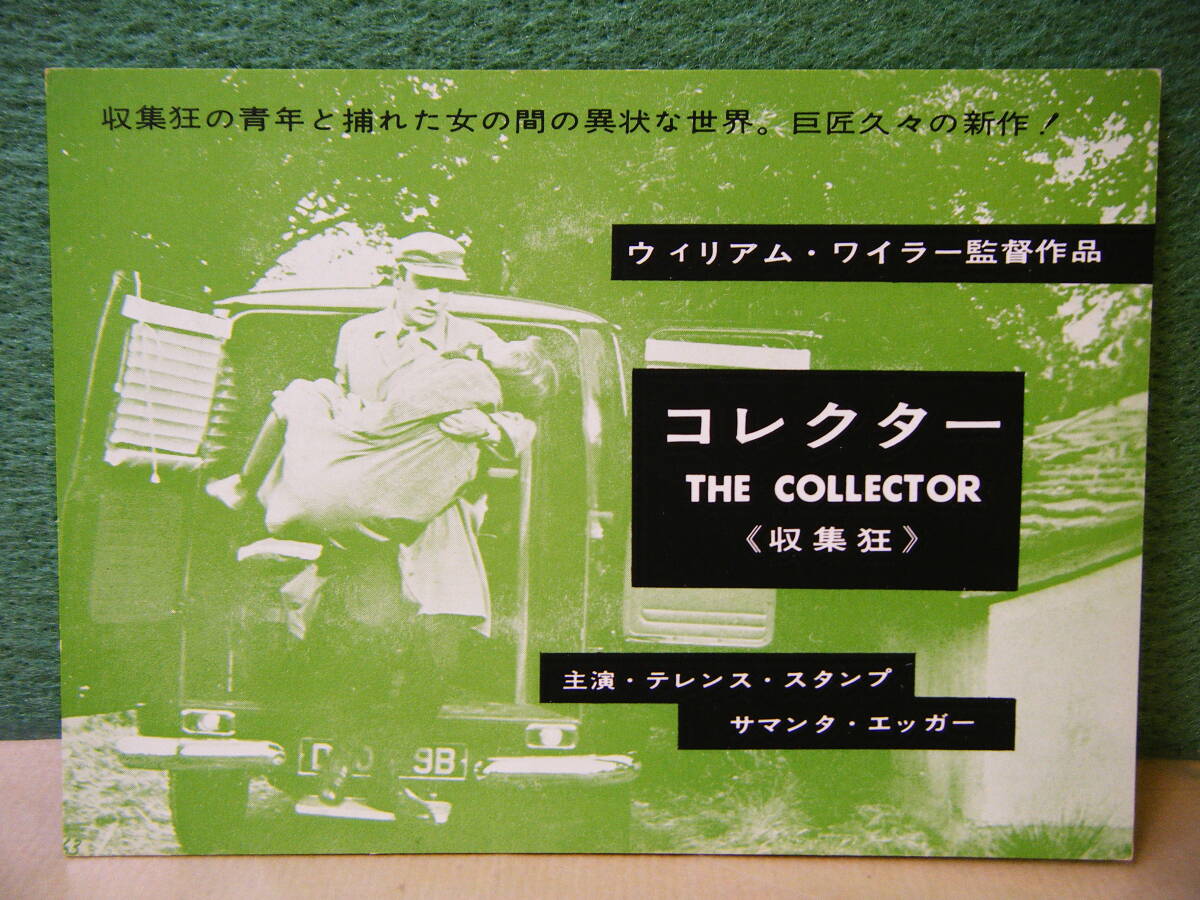 収集狂の青年と捕れた女の間の異状な世界。巨匠久々の新作！
ウィリアム・ワイラー監督作品
コレクター
THE COLLECTOR
《収集狂》
主演・テレンス・スタンプ
サマンタ・エッガー
9B